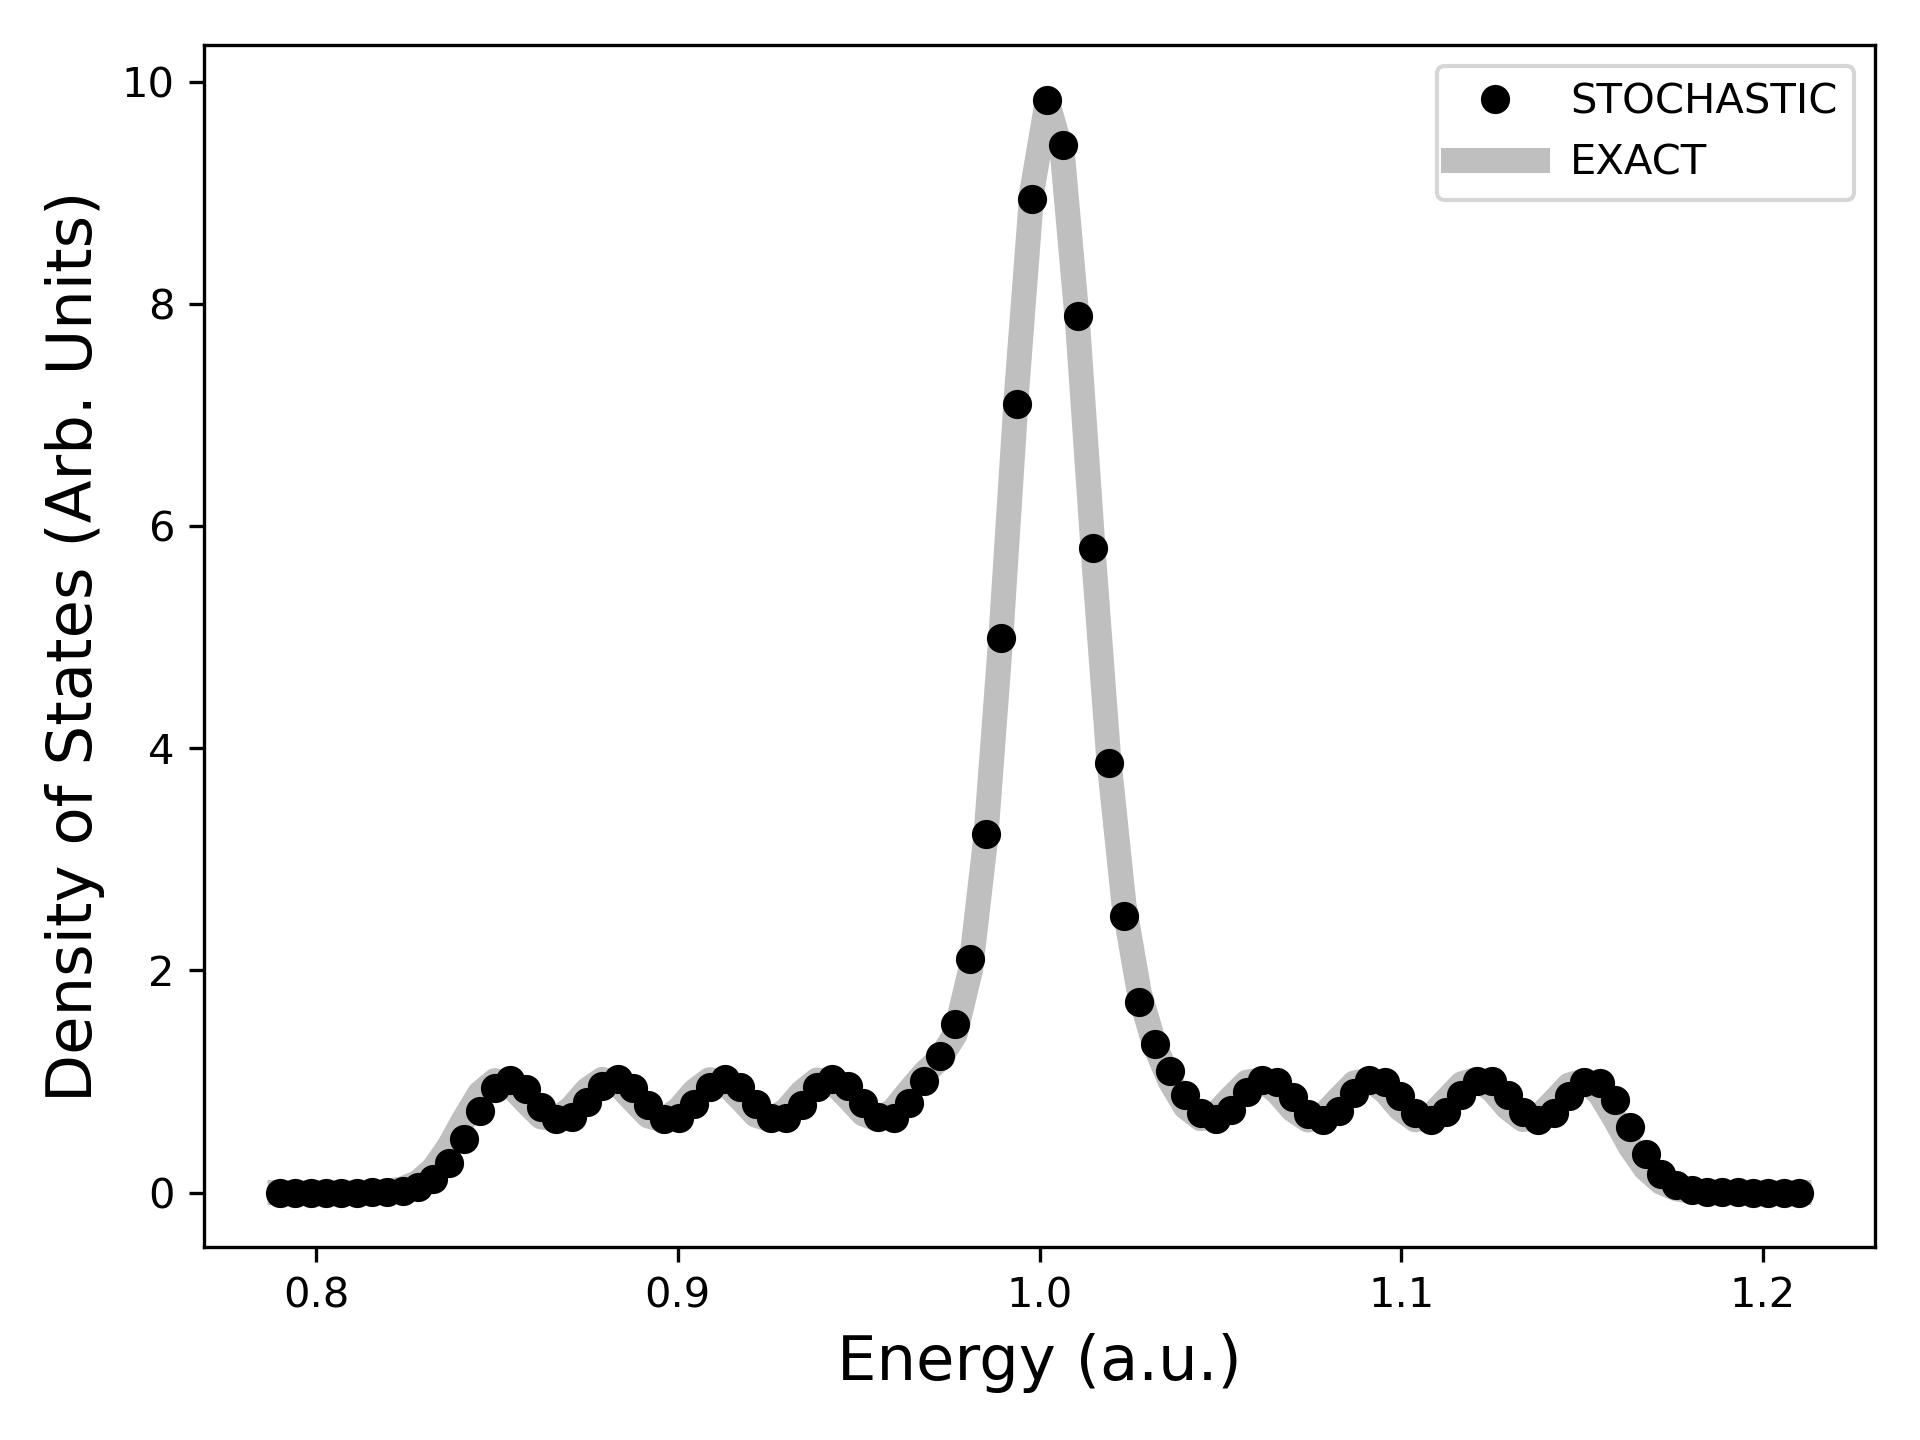 STOCHASTIC
EXACT
Density of States (Arb. Units)
10
8
6
4
2
0
0.8
0.9
1.0
1.1
1.2
Energy (a.u.)